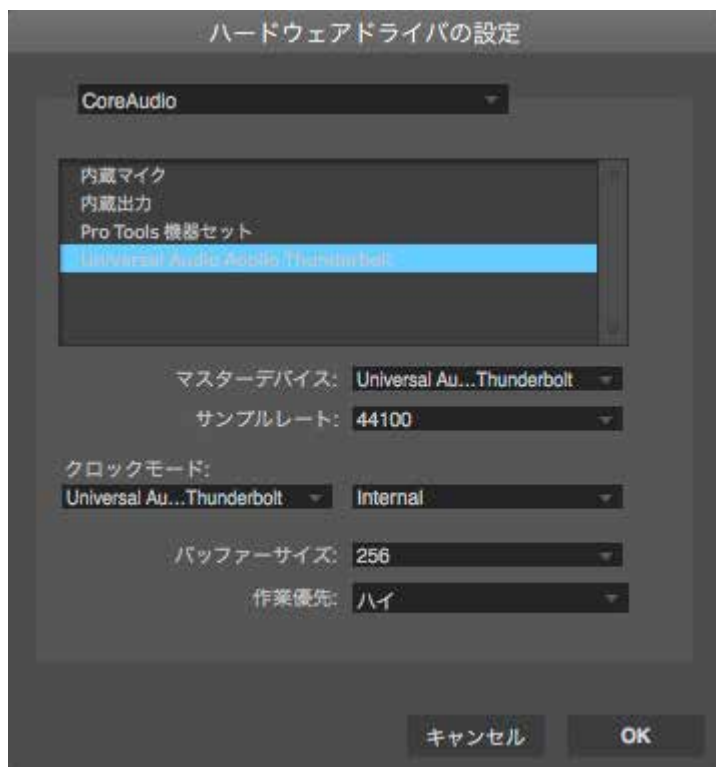 ハードウェアドライバの設定
CoreAudio
内蔵マイク
内蔵出力
Pro Tools 機器セット
Universal Audio Apollo Thunderbolt
マスターデバイス: Universal Au...Thunderbolt
サンプルレート: 44100
クロックモード:
Universal Au...Thunderbolt Internal
バッファーサイズ: 256
作業優先: ハイ
キャンセル OK